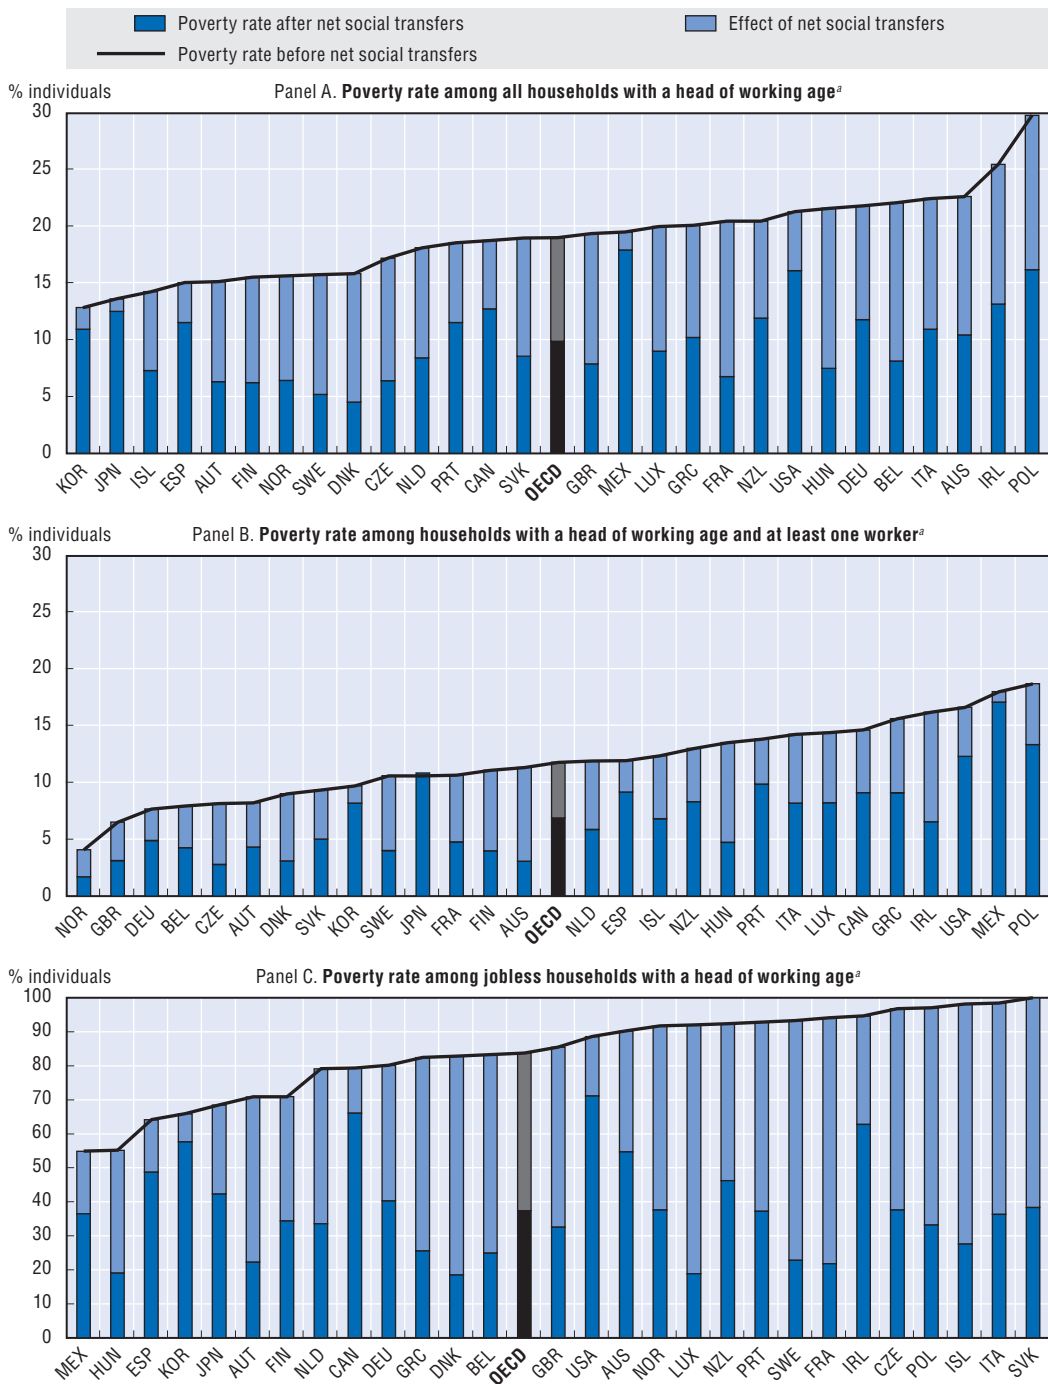 Poverty rate after net social transfers
Effect of net social transfers
Poverty rate before net social transfers
% individuals
Panel A. Poverty rate among all households with a head of working ageᵃ
30
25
20
15
10
5
0
KOR JPN ISL ESP AUT FIN NOR SWE DNK CZE NLD PRT CAN SVK OECD GBR MEX LUX GRC FRA NZL USA HUN DEU BEL ITA AUS IRL POL
% individuals
Panel B. Poverty rate among households with a head of working age and at least one workerᵃ
30
25
20
15
10
5
0
NOR GBR DEU BEL CZE AUT DNK SVK KOR SWE JPN FRA FIN AUS OECD NLD ESP ISL NZL HUN PRT ITA LUX CAN GRC IRL USA MEX POL
% individuals
Panel C. Poverty rate among jobless households with a head of working ageᵃ
100
90
80
70
60
50
40
30
20
10
0
MEX HUN ESP KOR JPN AUT FIN NLD CAN DEU GRC DNK BEL OECD GBR USA AUS NOR LUX NZL PRT SWE FRA IRL CZE POL ISL ITA SVK